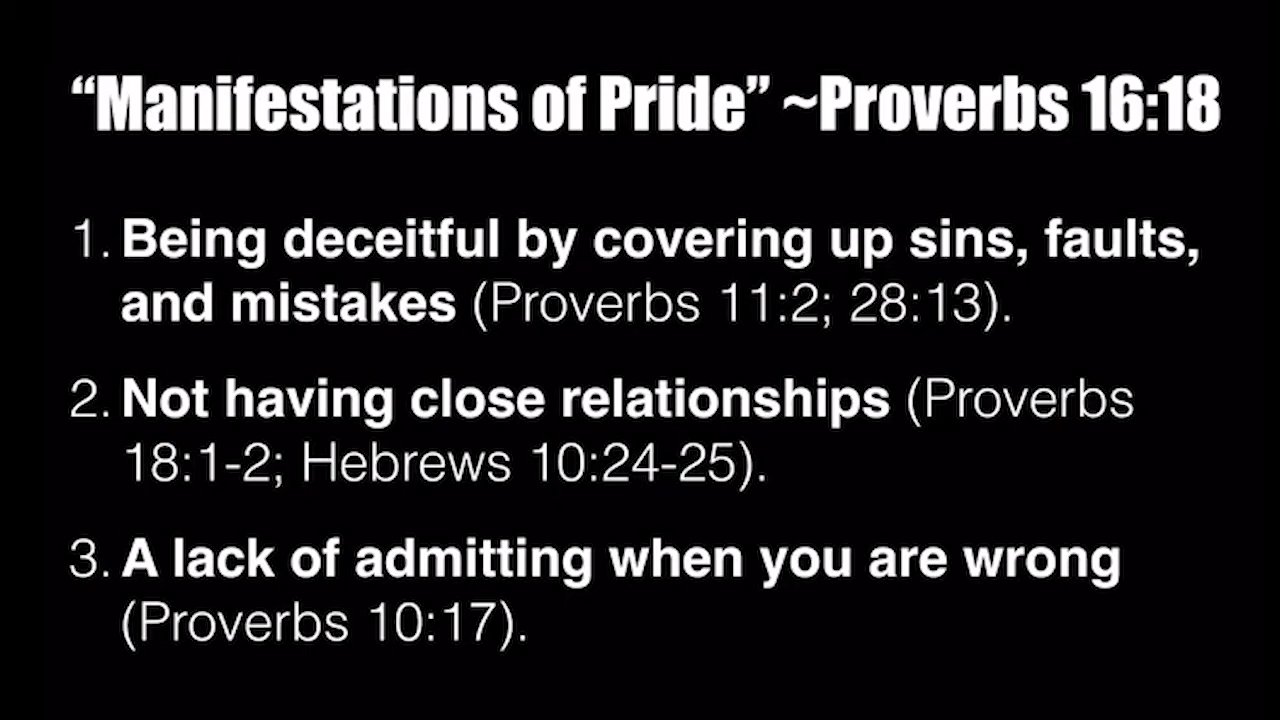 “Manifestations of Pride” ~Proverbs 16:18
1. Being deceitful by covering up sins, faults,
and mistakes (Proverbs 11:2; 28:13).
2. Not having close relationships (Proverbs
18:1-2; Hebrews 10:24-25).
3. A lack of admitting when you are wrong
(Proverbs 10:17).